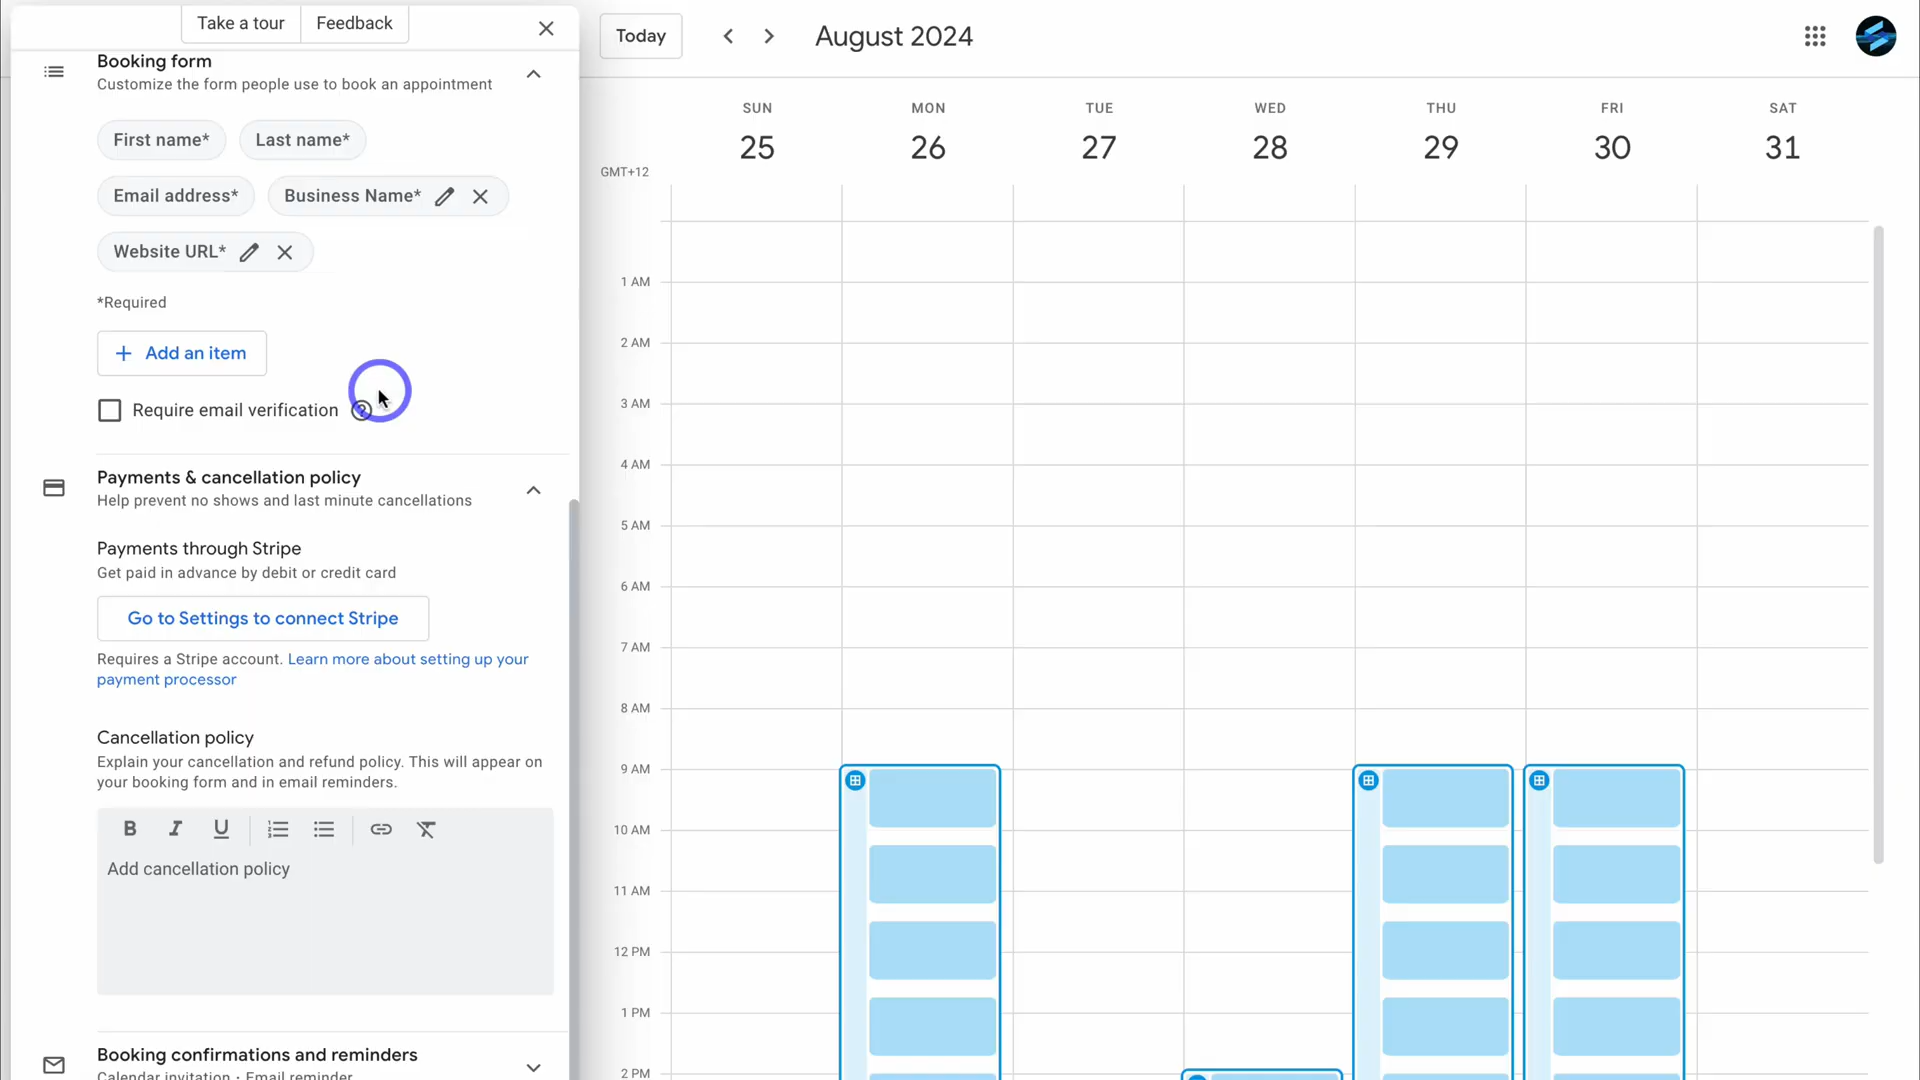 Take a tour
Feedback
Today
August 2024
Booking form
Customize the form people use to book an appointment
First name*
Last name*
Email address*
Business Name*
Website URL*
*Required
+ Add an item
Require email verification
Payments & cancellation policy
Help prevent no shows and last minute cancellations
Payments through Stripe
Get paid in advance by debit or credit card
Go to Settings to connect Stripe
Requires a Stripe account. Learn more about setting up your
payment processor
Cancellation policy
Explain your cancellation and refund policy. This will appear on
your booking form and in email reminders.
B I U
Add cancellation policy
Booking confirmations and reminders
Calendar invitation · Email reminder
SUN MON TUE WED THU FRI SAT
25 26 27 28 29 30 31
GMT+12
1 AM
2 AM
3 AM
4 AM
5 AM
6 AM
7 AM
8 AM
9 AM
10 AM
11 AM
12 PM
1 PM
2 PM